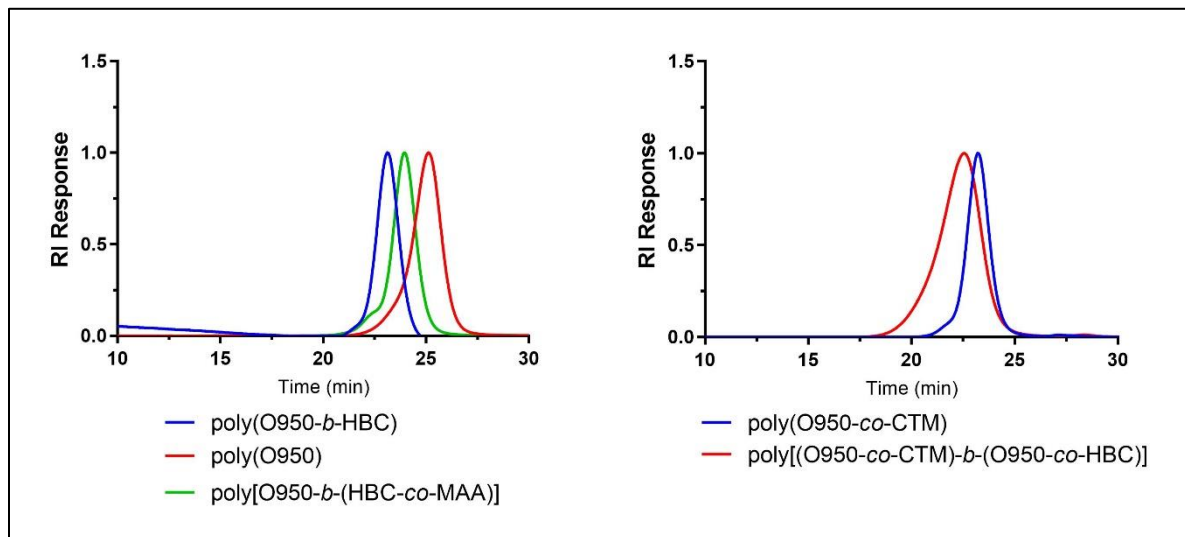 1.5
1.0
0.5
0.0
RI Response
10
15
20
25
30
Time (min)
poly(O950-b-HBC)
poly(O950)
poly[O950-b-(HBC-co-MAA)]
1.5
1.0
0.5
0.0
RI Response
10
15
20
25
30
Time (min)
poly(O950-co-CTM)
poly[(O950-co-CTM)-b-(O950-co-HBC)]